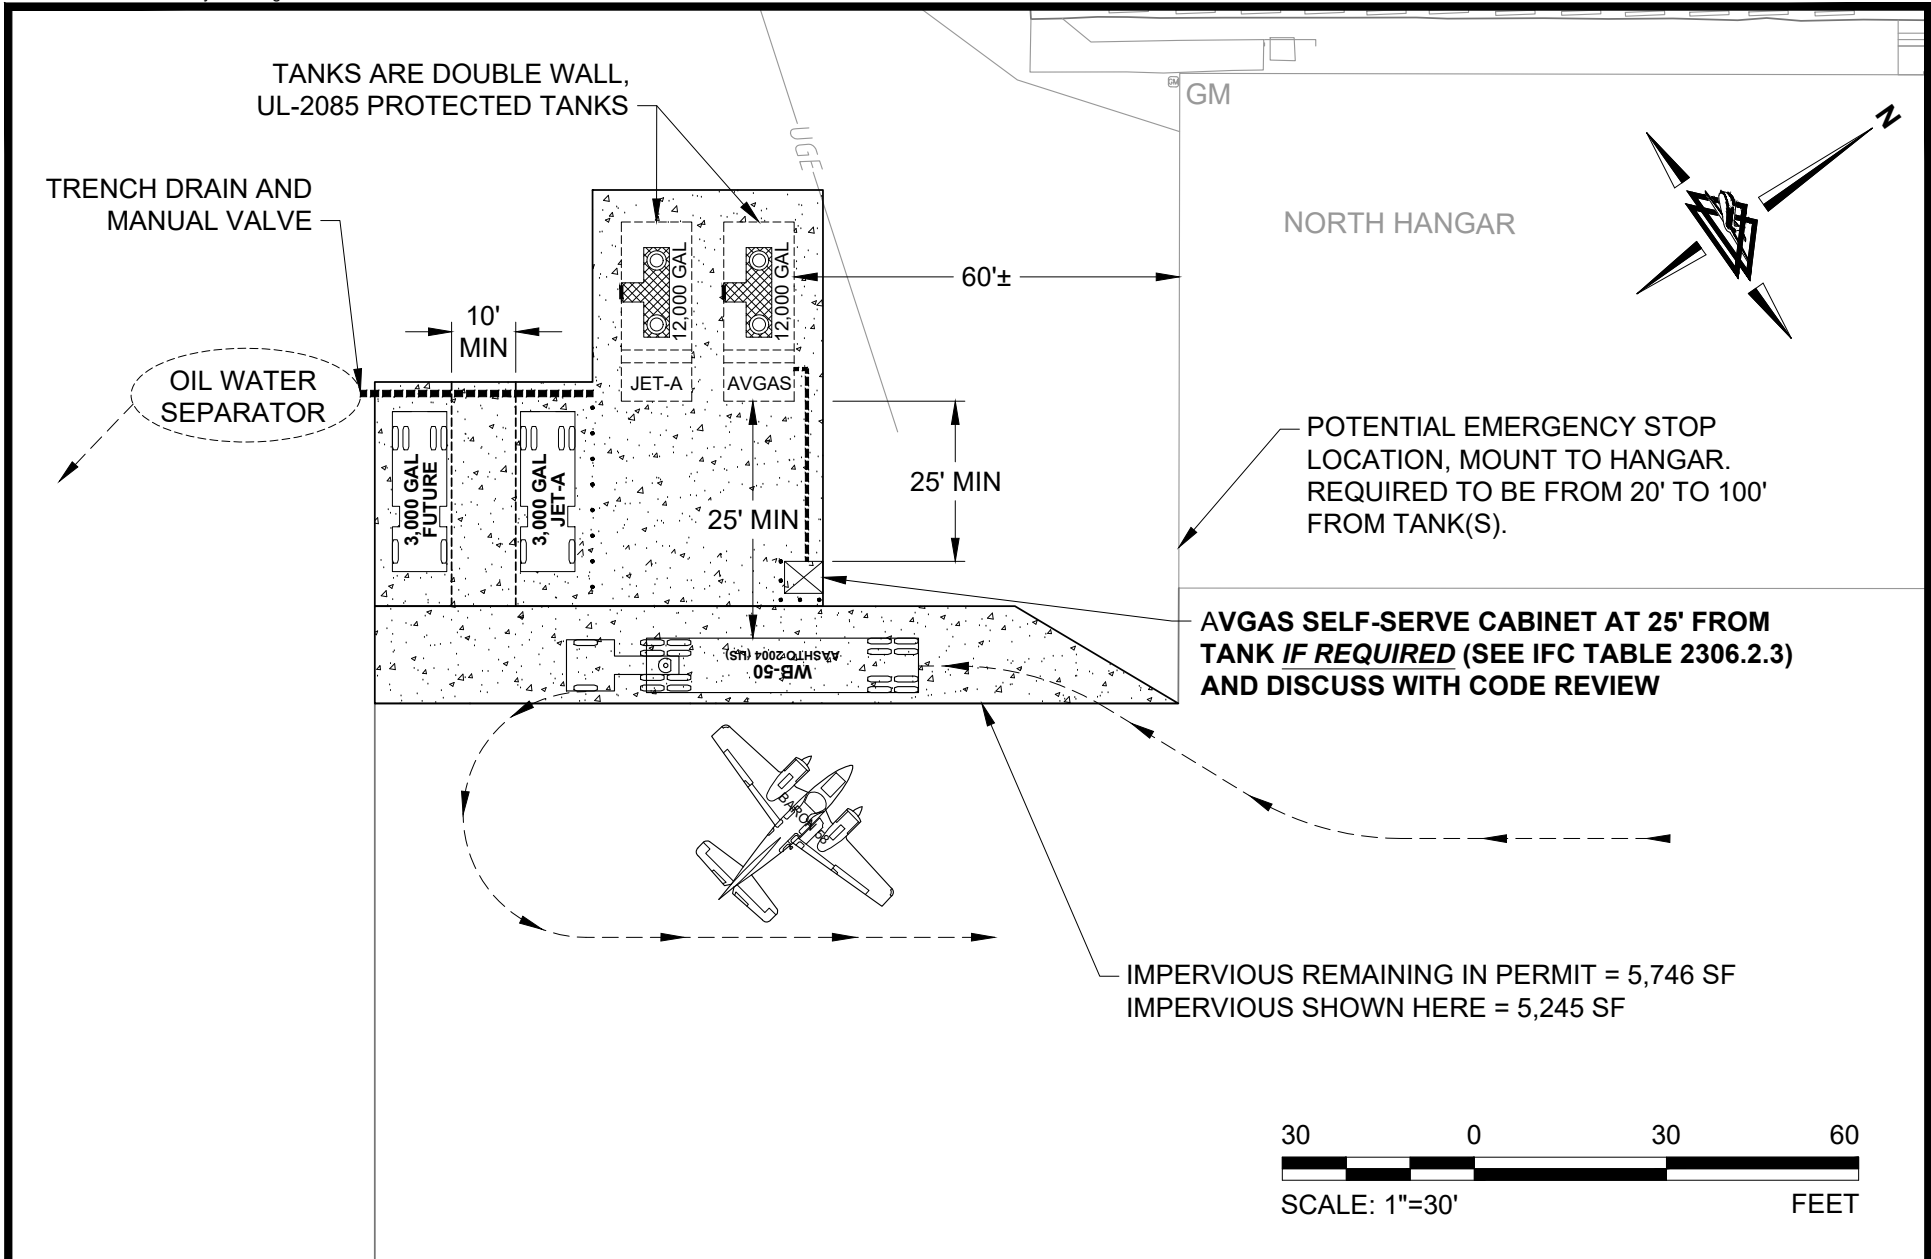 TANKS ARE DOUBLE WALL,
UL-2085 PROTECTED TANKS
GM
GM
UGE
N
TRENCH DRAIN AND
MANUAL VALVE
NORTH HANGAR
12,000 GAL
12,000 GAL
60'±
10'
MIN
JET-A
AVGAS
OIL WATER
SEPARATOR
3,000 GAL
FUTURE
3,000 GAL
JET-A
25' MIN
25' MIN
POTENTIAL EMERGENCY STOP
LOCATION, MOUNT TO HANGAR.
REQUIRED TO BE FROM 20' TO 100'
FROM TANK(S).
AVGAS SELF-SERVE CABINET AT 25' FROM
TANK IF REQUIRED (SEE IFC TABLE 2306.2.3)
AND DISCUSS WITH CODE REVIEW
WB-50
AASHTO 2004 (US)
BARON 58
IMPERVIOUS REMAINING IN PERMIT = 5,746 SF
IMPERVIOUS SHOWN HERE = 5,245 SF
30 0 30 60
SCALE: 1"=30' FEET